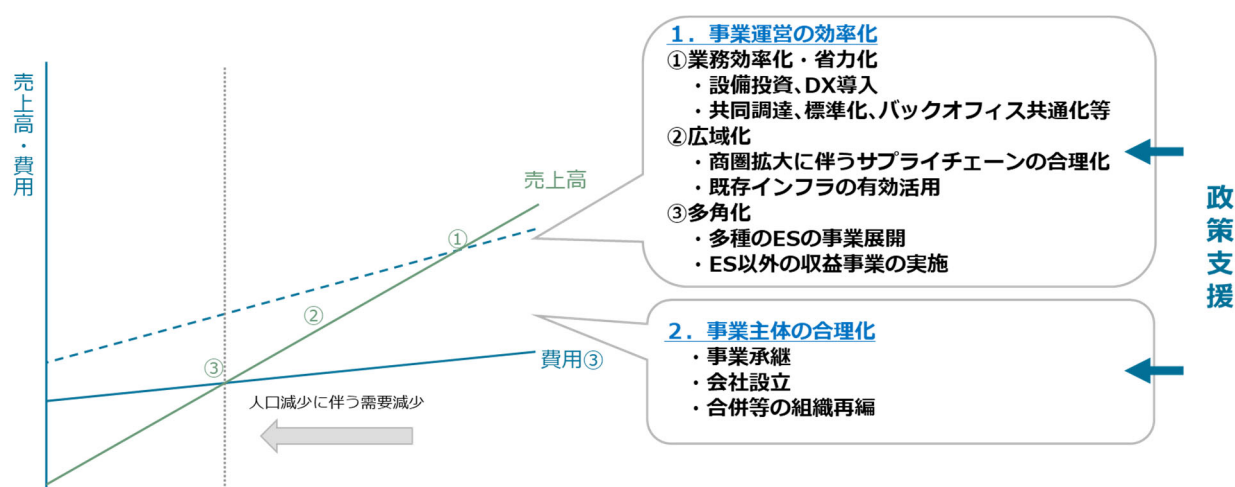 売上高・費用
売上高
①
②
③
費用③
人口減少に伴う需要減少
１．事業運営の効率化
①業務効率化・省力化
・設備投資、DX導入
・共同調達、標準化、バックオフィス共通化等
②広域化
・商圏拡大に伴うサプライチェーンの合理化
・既存インフラの有効活用
③多角化
・多種のESの事業展開
・ES以外の収益事業の実施
２．事業主体の合理化
・事業承継
・会社設立
・合併等の組織再編
政策支援